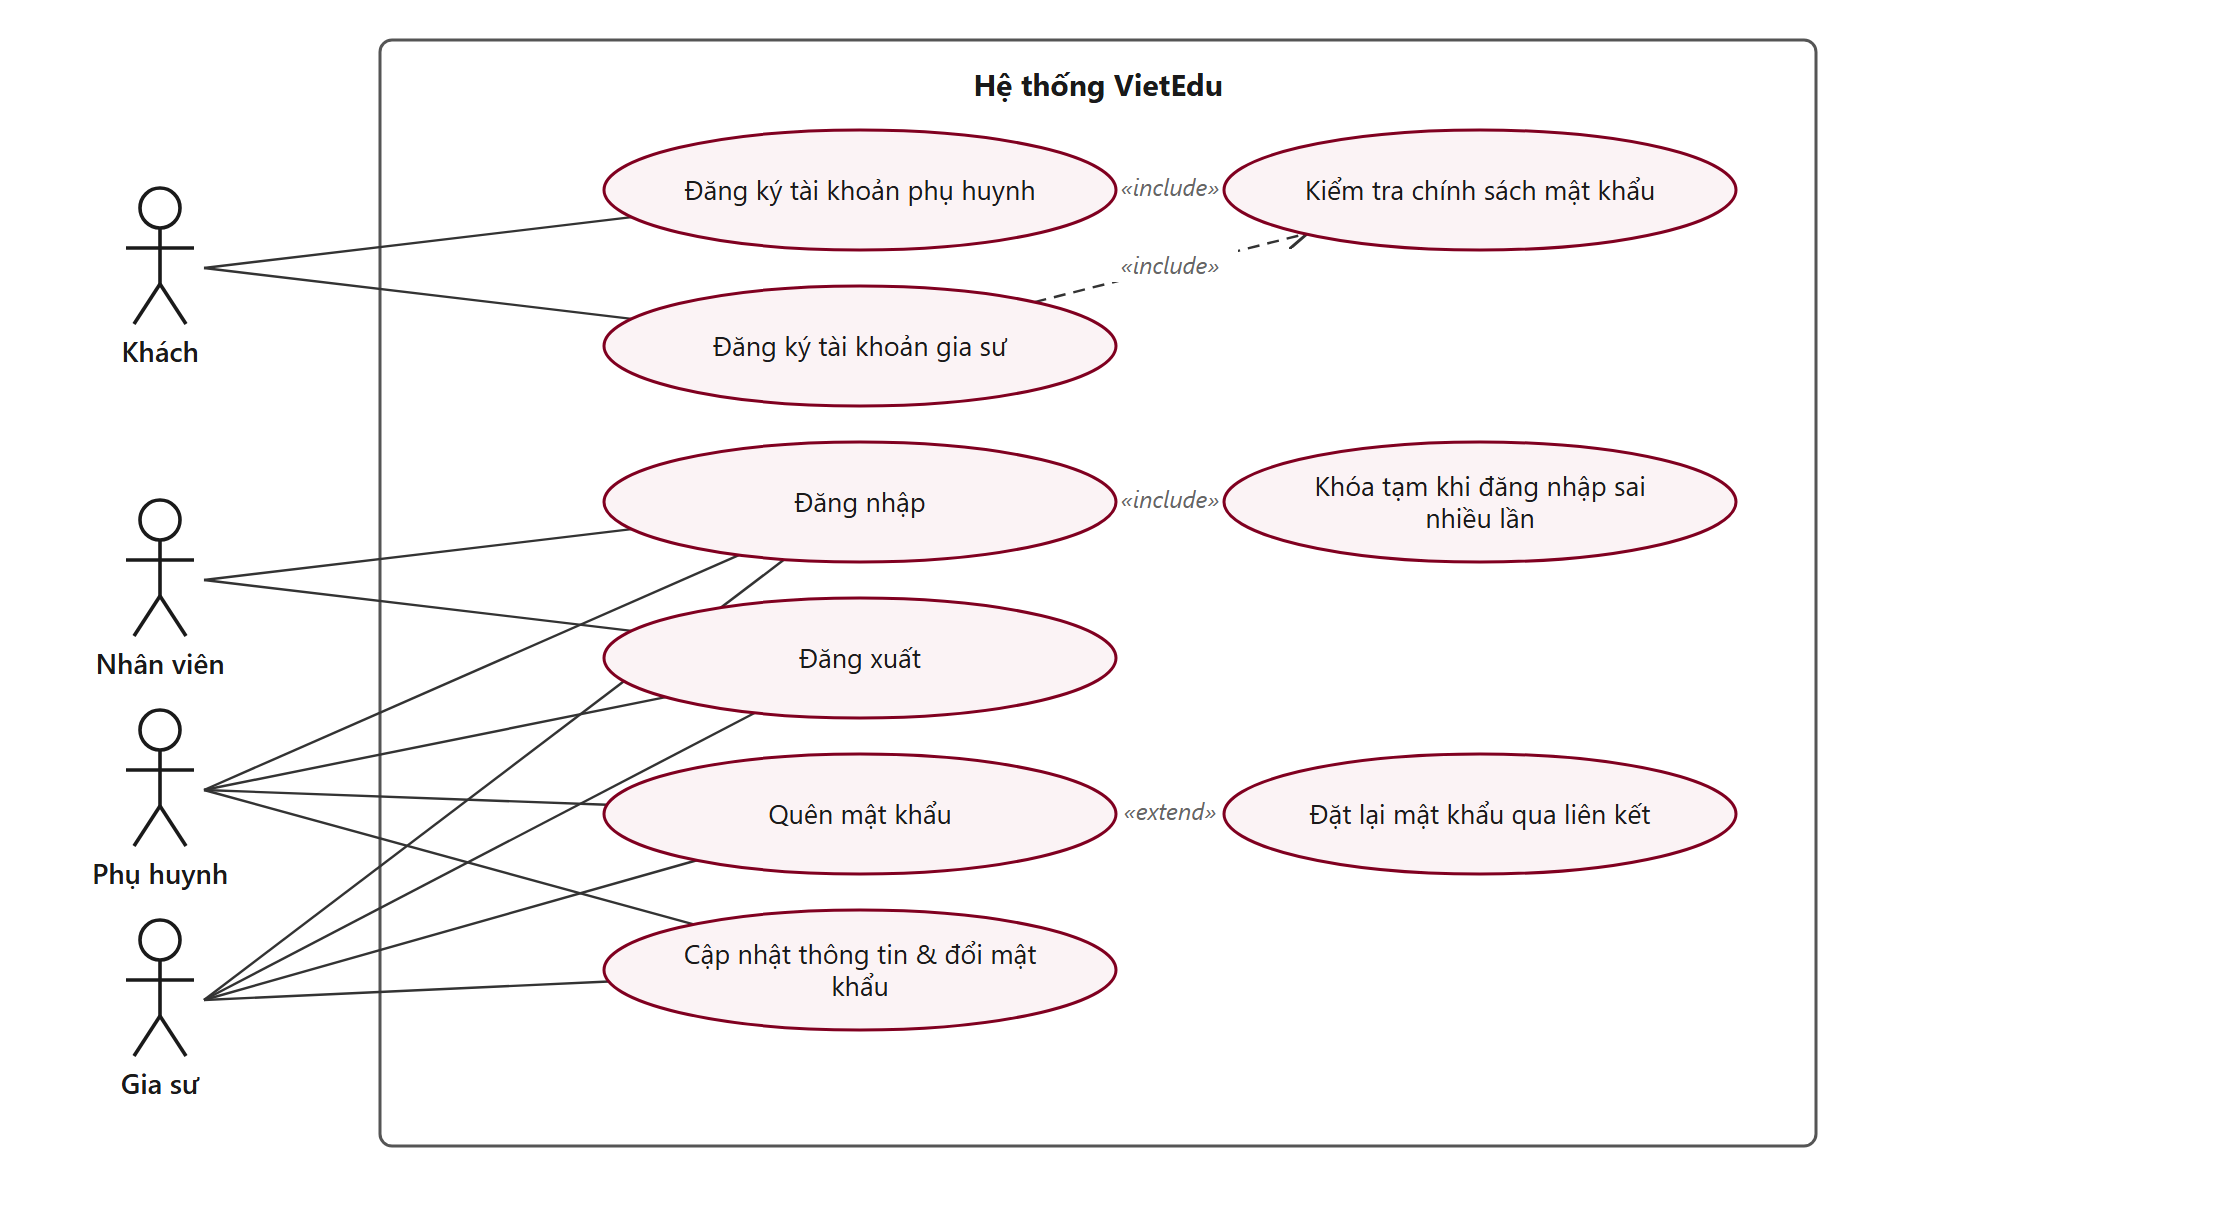 Hệ thống VietEdu
Đăng ký tài khoản phụ huynh
«include»
Kiểm tra chính sách mật khẩu
«include»
Khách
Đăng ký tài khoản gia sư
Đăng nhập
«include»
Khóa tạm khi đăng nhập sai
nhiều lần
Nhân viên
Đăng xuất
Phụ huynh
Quên mật khẩu
«extend»
Đặt lại mật khẩu qua liên kết
Cập nhật thông tin & đổi mật
khẩu
Gia sư